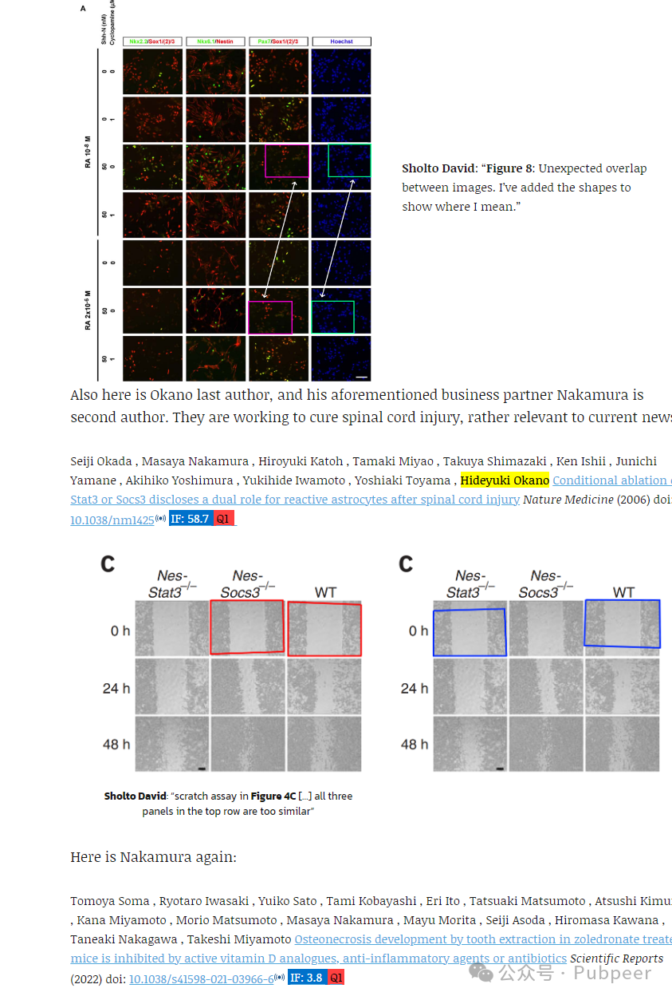 A
Shh-N (nM)
Cyclopamine (μM
Nkx2.2/Sox1/(2)/3
Nkx6.1/Nestin
Pax7/Sox1/(2)/3
Hoechst
RA 10⁻⁸ M
0 0
0 1
50 0
50 1
RA 2x10⁻⁶ M
0 0
50 0
50 1
Sholto David: “Figure 8: Unexpected overlap
between images. I’ve added the shapes to
show where I mean.”
Also here is Okano last author, and his aforementioned business partner Nakamura is
second author. They are working to cure spinal cord injury, rather relevant to current news
Seiji Okada , Masaya Nakamura , Hiroyuki Katoh , Tamaki Miyao , Takuya Shimazaki , Ken Ishii , Junichi
Yamane , Akihiko Yoshimura , Yukihide Iwamoto , Yoshiaki Toyama , Hideyuki Okano Conditional ablation
Stat3 or Socs3 discloses a dual role for reactive astrocytes after spinal cord injury Nature Medicine (2006) doi:
10.1038/nm1425 IF: 58.7 Q1
C
Nes-
Stat3⁻/⁻
Nes-
Socs3⁻/⁻
WT
0 h
24 h
48 h
C
Nes-
Stat3⁻/⁻
Nes-
Socs3⁻/⁻
WT
0 h
24 h
48 h
Sholto David: “scratch assay in Figure 4C [...] all three
panels in the top row are too similar”
Here is Nakamura again:
Tomoya Soma , Ryotaro Iwasaki , Yuiko Sato , Tami Kobayashi , Eri Ito , Tatsuaki Matsumoto , Atsushi Kimu
, Kana Miyamoto , Morio Matsumoto , Masaya Nakamura , Mayu Morita , Seiji Asoda , Hiromasa Kawana ,
Taneaki Nakagawa , Takeshi Miyamoto Osteonecrosis development by tooth extraction in zoledronate treate
mice is inhibited by active vitamin D analogues, anti-inflammatory agents or antibiotics Scientific Reports
(2022) doi: 10.1038/s41598-021-03966-6 IF: 3.8 Q1
公众号 · Pubpeer